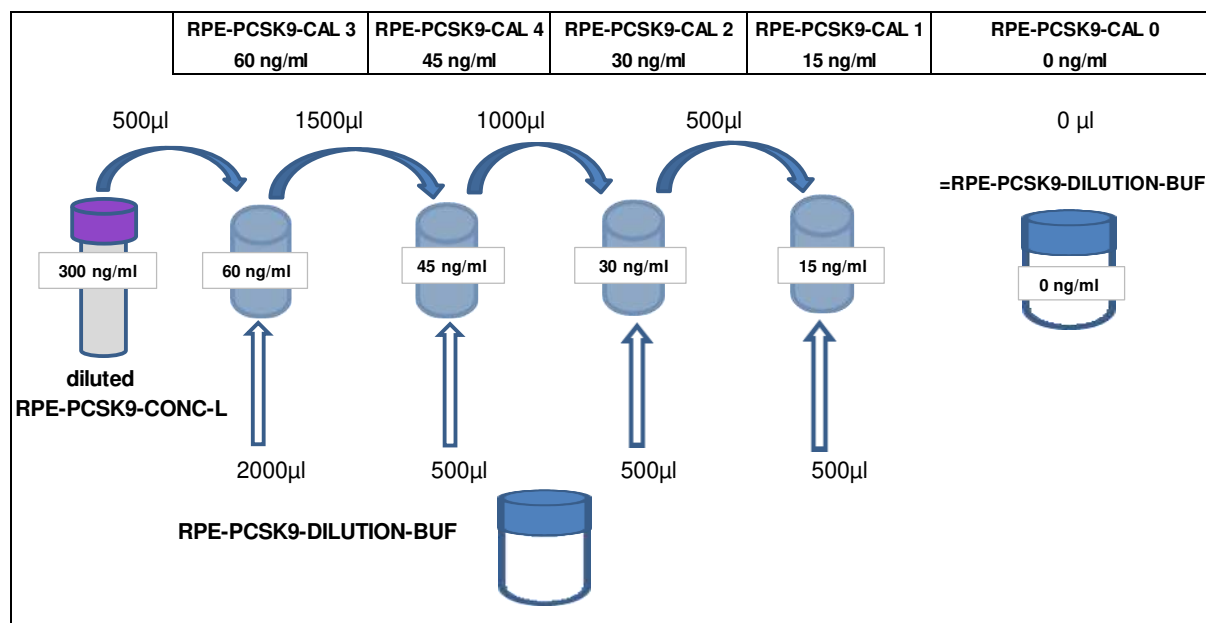 RPE-PCSK9-CAL 3 RPE-PCSK9-CAL 4 RPE-PCSK9-CAL 2 RPE-PCSK9-CAL 1 RPE-PCSK9-CAL 0
60 ng/ml 45 ng/ml 30 ng/ml 15 ng/ml 0 ng/ml
500µl 1500µl 1000µl 500µl 0 µl
=RPE-PCSK9-DILUTION-BUF
300 ng/ml 60 ng/ml 45 ng/ml 30 ng/ml 15 ng/ml 0 ng/ml
diluted
RPE-PCSK9-CONC-L
2000µl 500µl 500µl 500µl
RPE-PCSK9-DILUTION-BUF